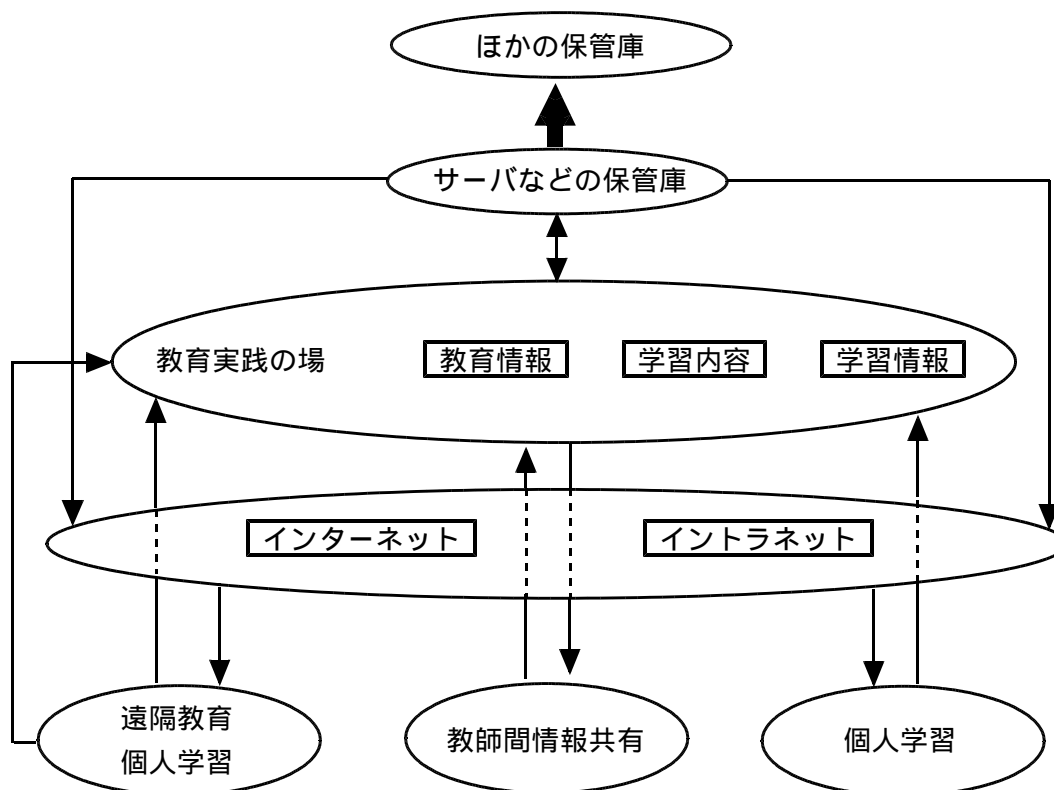 ほかの保管庫
サーバなどの保管庫
教育実践の場
教育情報
学習内容
学習情報
インターネット
イントラネット
遠隔教育
個人学習
教師間情報共有
個人学習